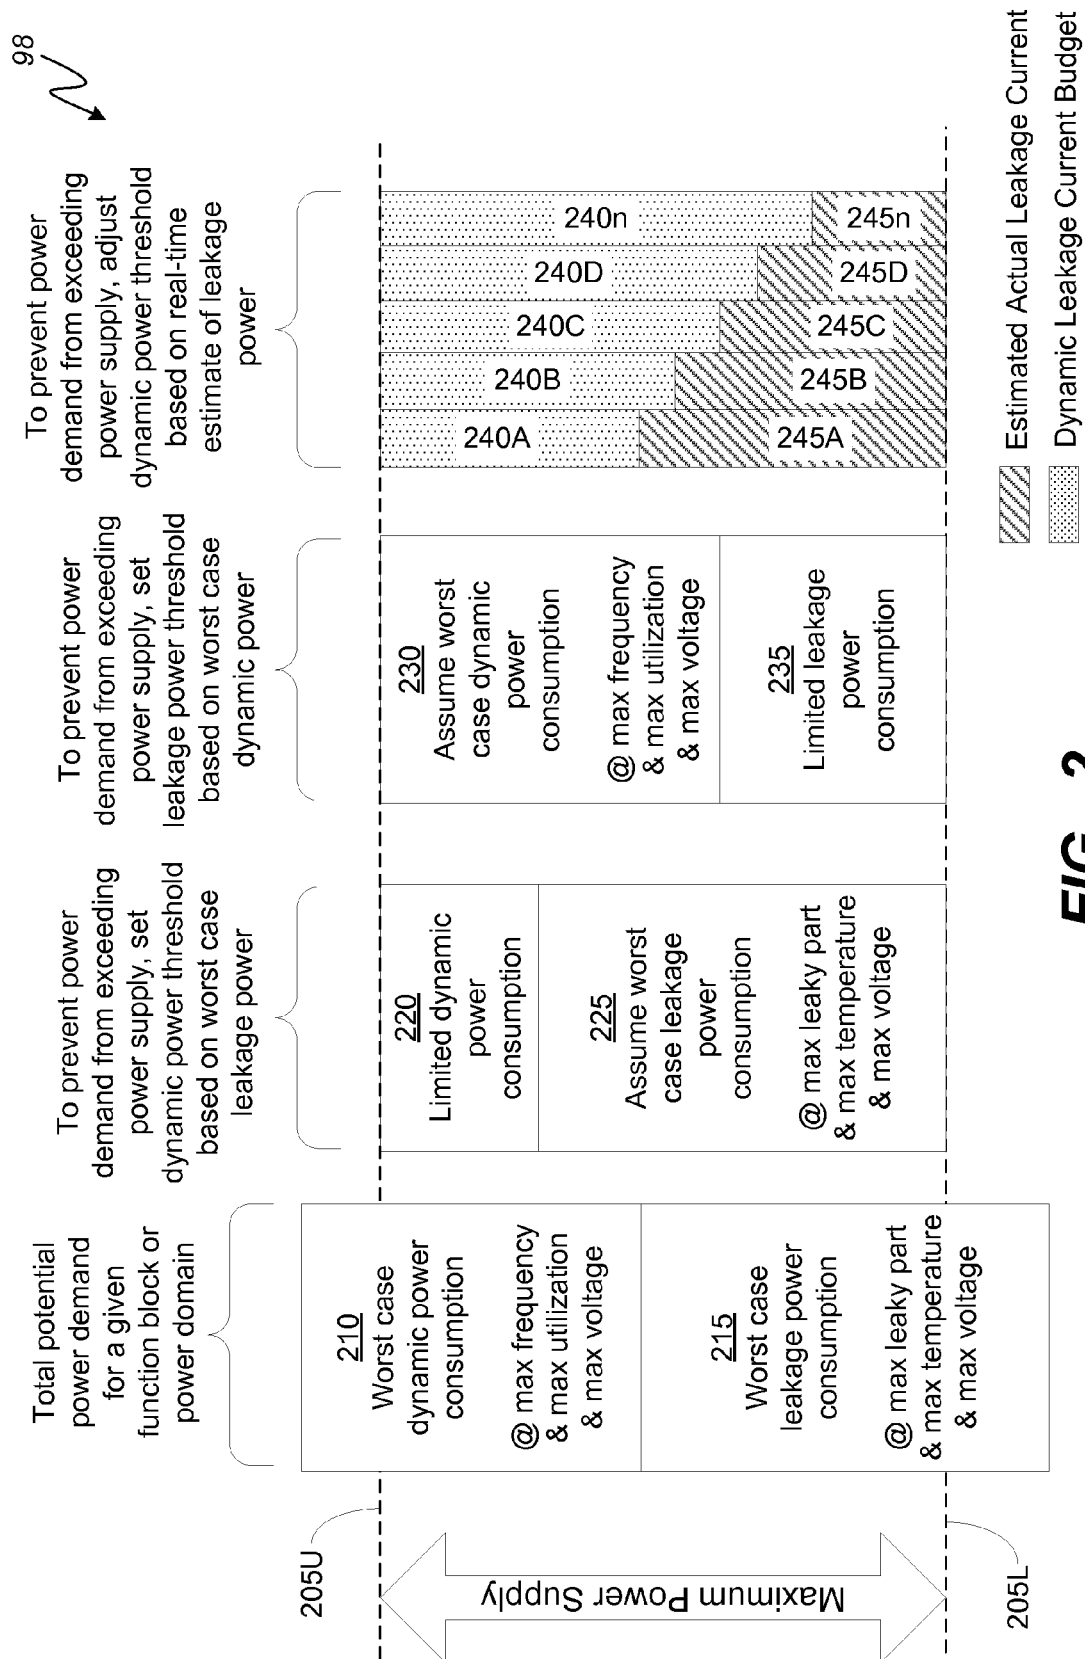 98
Total potential
power demand
for a given
function block or
power domain
To prevent power
demand from exceeding
power supply, set
dynamic power threshold
based on worst case
leakage power
To prevent power
demand from exceeding
power supply, set
leakage power threshold
based on worst case
dynamic power
To prevent power
demand from exceeding
power supply, adjust
dynamic power threshold
based on real-time
estimate of leakage
power
205U
Maximum Power Supply
205L
210
Worst case
dynamic power
consumption
@ max frequency
& max utilization
& max voltage
215
Worst case
leakage power
consumption
@ max leaky part
& max temperature
& max voltage
220
Limited dynamic
power
consumption
225
Assume worst
case leakage
power
consumption
@ max leaky part
& max temperature
& max voltage
230
Assume worst
case dynamic
power
consumption
@ max frequency
& max utilization
& max voltage
235
Limited leakage
power
consumption
240A
240B
240C
240D
240n
245A
245B
245C
245D
245n
Estimated Actual Leakage Current
Dynamic Leakage Current Budget
FIG. 2